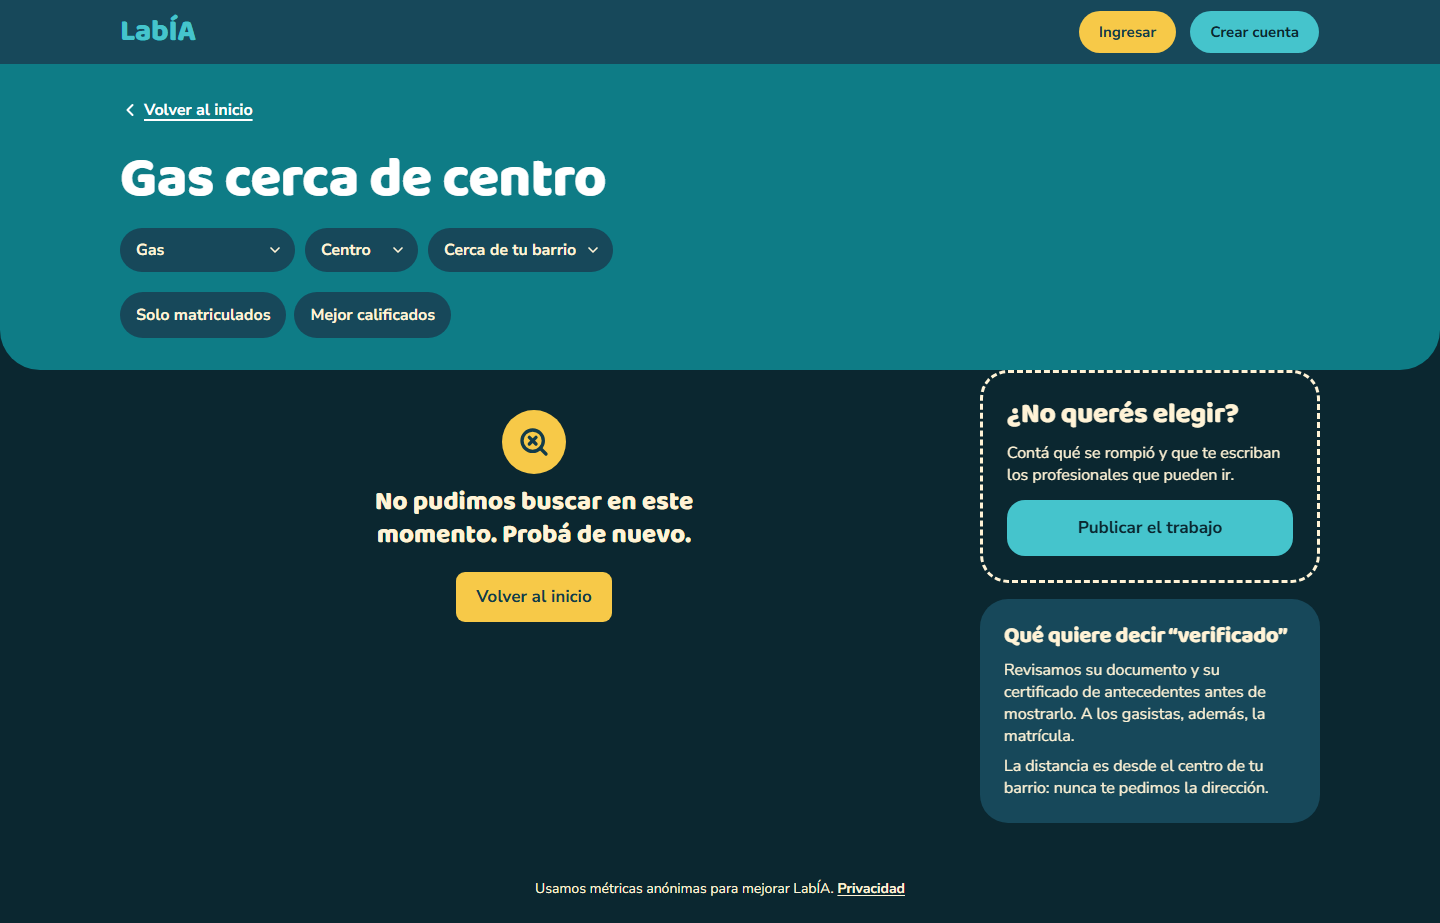 LabÍA
Ingresar
Crear cuenta
Volver al inicio
Gas cerca de centro
Gas
Centro
Cerca de tu barrio
Solo matriculados
Mejor calificados
No pudimos buscar en este
momento. Probá de nuevo.
Volver al inicio
¿No querés elegir?
Contá qué se rompió y que te escriban
los profesionales que pueden ir.
Publicar el trabajo
Qué quiere decir “verificado”
Revisamos su documento y su
certificado de antecedentes antes de
mostrarlo. A los gasistas, además, la
matrícula.
La distancia es desde el centro de tu
barrio: nunca te pedimos la dirección.
Usamos métricas anónimas para mejorar LabÍA. Privacidad